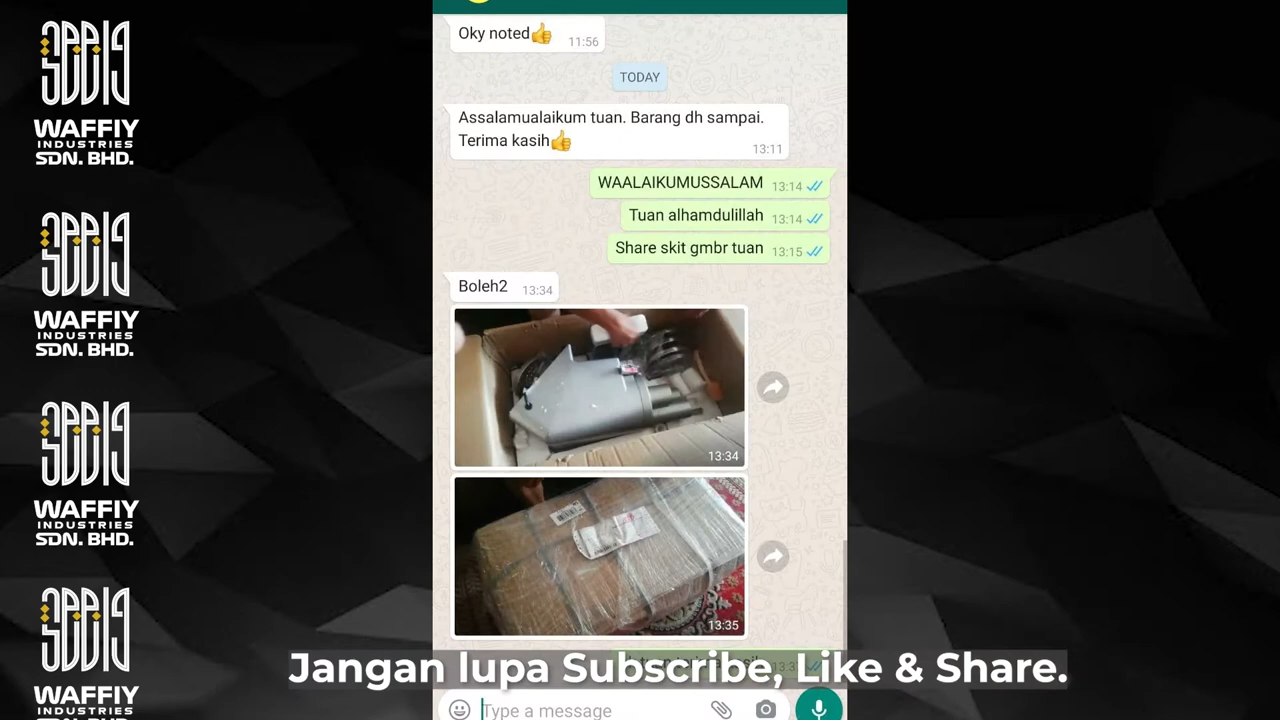 WAFFIY
INDUSTRIES
SDN. BHD.
WAFFIY
INDUSTRIES
SDN. BHD.
WAFFIY
INDUSTRIES
SDN. BHD.
WAFFIY
INDUSTRIES
Oky noted👍 11:56
TODAY
Assalamualaikum tuan. Barang dh sampai.
Terima kasih👍 13:11
WAALAIKUMUSSALAM 13:14
Tuan alhamdulillah 13:14
Share skit gmbr tuan 13:15
Boleh2 13:34
13:34
13:35
Jangan lupa Subscribe, Like & Share.
Type a message